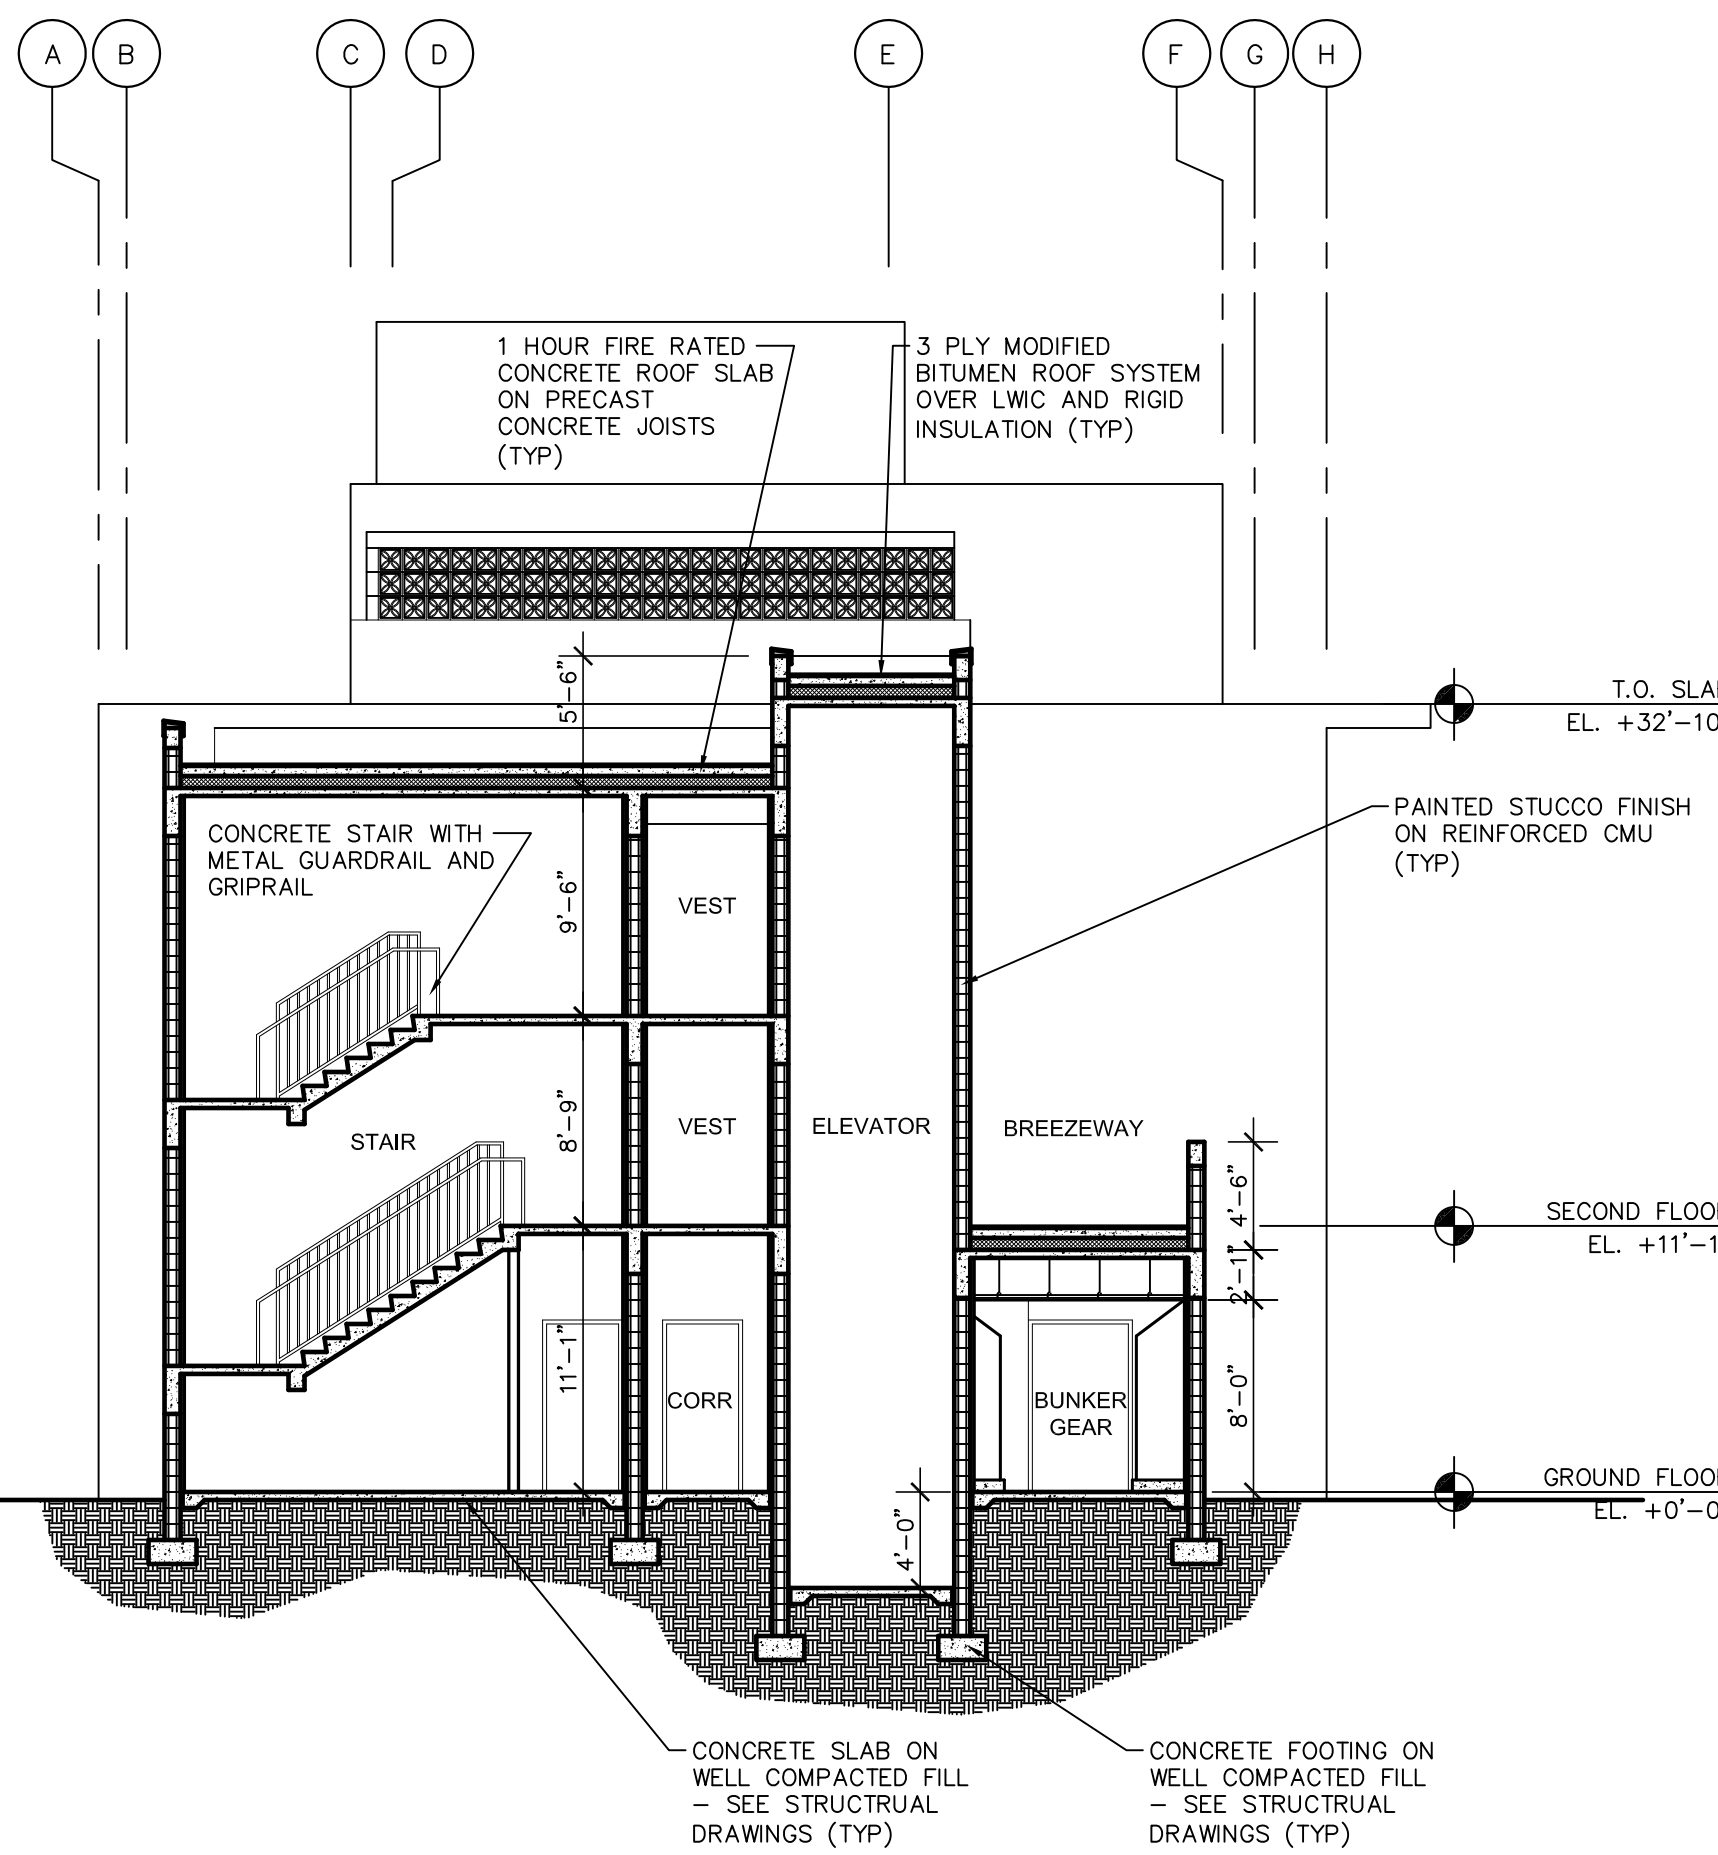 A B C D E F G H
1 HOUR FIRE RATED
CONCRETE ROOF SLAB
ON PRECAST
CONCRETE JOISTS
(TYP)
3 PLY MODIFIED
BITUMEN ROOF SYSTEM
OVER LWIC AND RIGID
INSULATION (TYP)
5'-6"
T.O.
EL. +32'-10
PAINTED STUCCO FINISH
ON REINFORCED CMU
(TYP)
CONCRETE STAIR WITH
METAL GUARDRAIL AND
GRIPRAIL
9'-6"
VEST
STAIR
8'-9"
VEST
ELEVATOR
BREEZEWAY
4'-6"
SECOND
EL. +11'-1
2'-1"
11'-1"
CORR
BUNKER
GEAR
8'-0"
GROUND
EL. +0'-0
4'-0"
CONCRETE SLAB ON
WELL COMPACTED FILL
– SEE STRUCTRUAL
DRAWINGS (TYP)
CONCRETE FOOTING ON
WELL COMPACTED FILL
– SEE STRUCTRUAL
DRAWINGS (TYP)